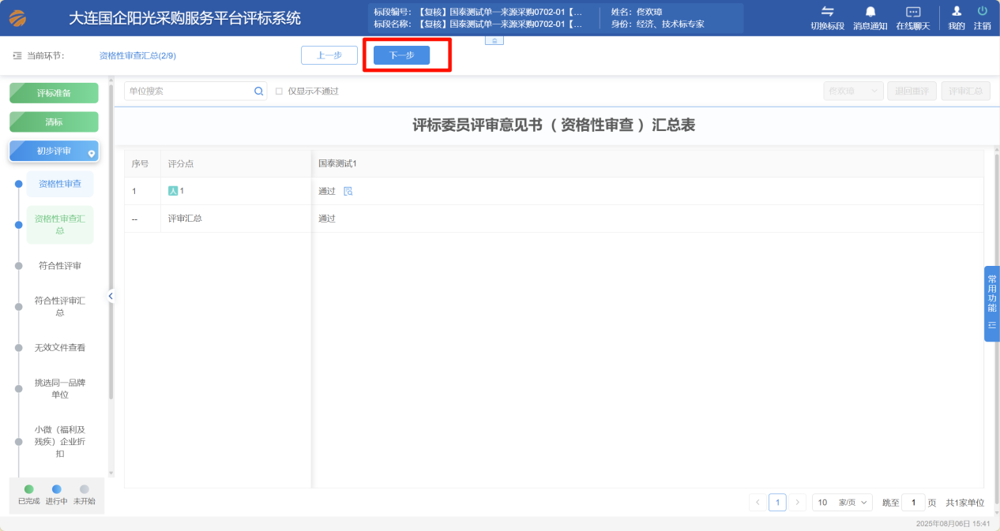 大连国企阳光采购服务平台评标系统
标段编号：【复核】国泰测试单一来源采购0702-01【...
标段名称：【复核】国泰测试单一来源采购0702-01【...
姓名：佟欢璋
身份：经济、技术标专家
切换标段
消息通知
在线聊天
我的
注销
当前环节：
资格性审查汇总(2/9)
上一步
下一步
评标准备
清标
初步评审
资格性审查
资格性审查汇
总
符合性评审
符合性评审汇
总
无效文件查看
挑选同一品牌
单位
小微（福利及
残疾）企业折
扣
已完成
进行中
未开始
单位搜索
仅显示不通过
佟欢璋
退回重评
评审汇总
评标委员评审意见书（资格性审查）汇总表
序号
评分点
国泰测试1
1
人 1
通过
--
评审汇总
通过
常用功能
1
10 家/页
跳至 1 页
共1家单位
2025年08月06日 15:41